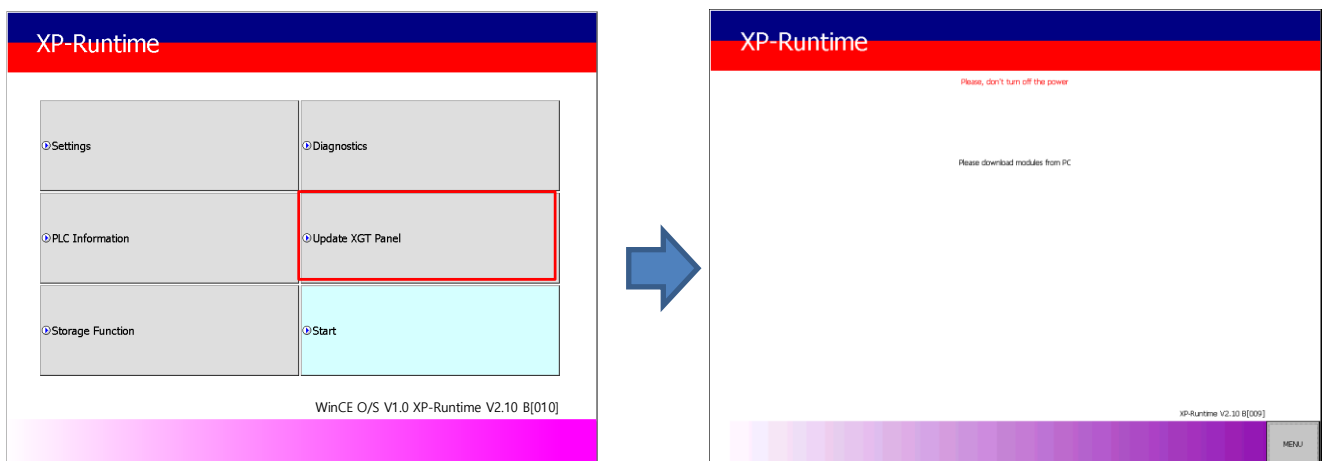 XP-Runtime
Settings
Diagnostics
PLC Information
Update XGT Panel
Storage Function
Start
WinCE O/S V1.0 XP-Runtime V2.10 B[010]
XP-Runtime
Please, don't turn off the power
Please download modules from PC
XP-Runtime V2.10 B[009]
MENU